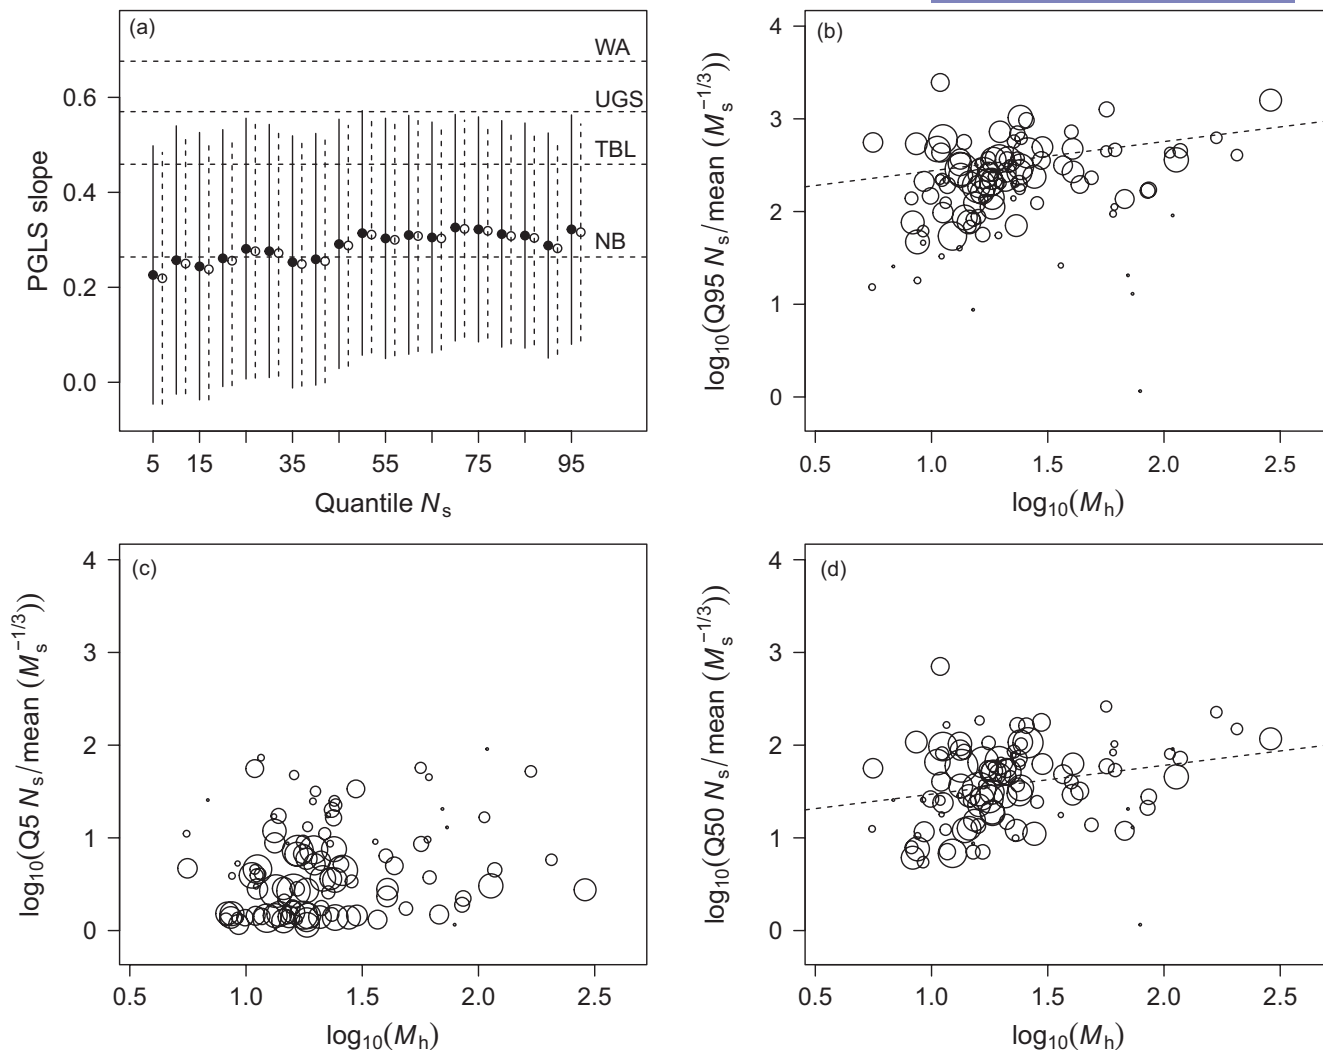 (a)
WA
UGS
TBL
NB
0.6
0.4
0.2
0.0
PGLS slope
5 15 35 55 75 95
Quantile Ns
(b)
4
3
2
1
0
log10(Q95 Ns/mean (Ms^−1/3))
0.5 1.0 1.5 2.0 2.5
log10(Mh)
(c)
4
3
2
1
0
log10(Q5 Ns/mean (Ms^−1/3))
0.5 1.0 1.5 2.0 2.5
log10(Mh)
(d)
4
3
2
1
0
log10(Q50 Ns/mean (Ms^−1/3))
0.5 1.0 1.5 2.0 2.5
log10(Mh)